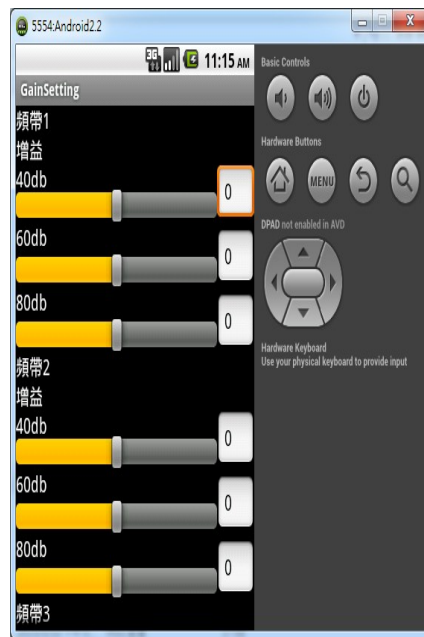 5554:Android2.2
3G 11:15 AM
GainSetting
頻帶1
增益
40db
0
60db
0
80db
0
頻帶2
增益
40db
0
60db
0
80db
0
頻帶3
Basic Controls
Hardware Buttons
MENU
DPAD not enabled in AVD
Hardware Keyboard
Use your physical keyboard to provide input